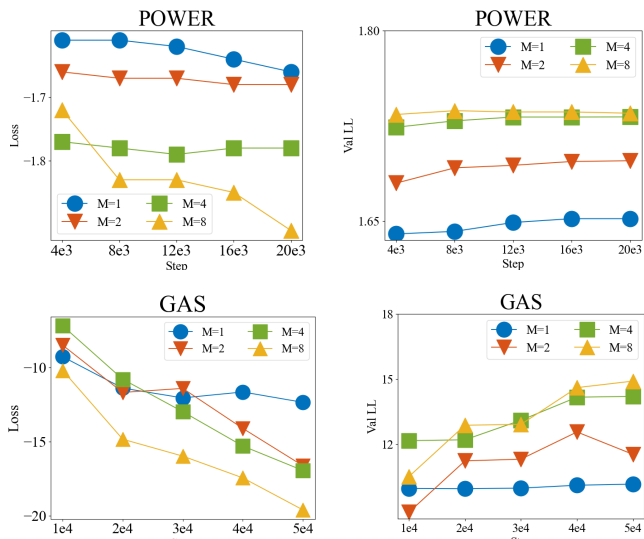 POWER
Loss
−1.7
−1.8
M=1
M=4
M=2
M=8
4e3
8e3
12e3
16e3
20e3
Step
POWER
Val LL
1.80
1.65
M=1
M=4
M=2
M=8
4e3
8e3
12e3
16e3
20e3
Step
GAS
Loss
−10
−15
−20
M=1
M=4
M=2
M=8
1e4
2e4
3e4
4e4
5e4
GAS
Val LL
18
15
12
M=1
M=4
M=2
M=8
1e4
2e4
3e4
4e4
5e4